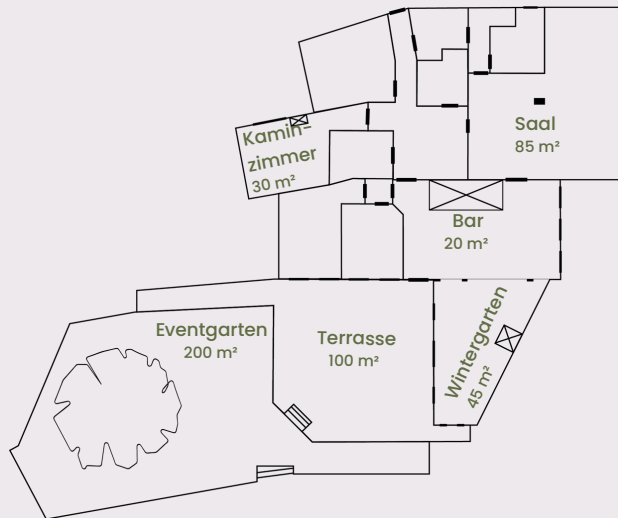 Kamin-
zimmer
30 m²
Saal
85 m²
Bar
20 m²
Eventgarten
200 m²
Terrasse
100 m²
Wintergarten
45 m²